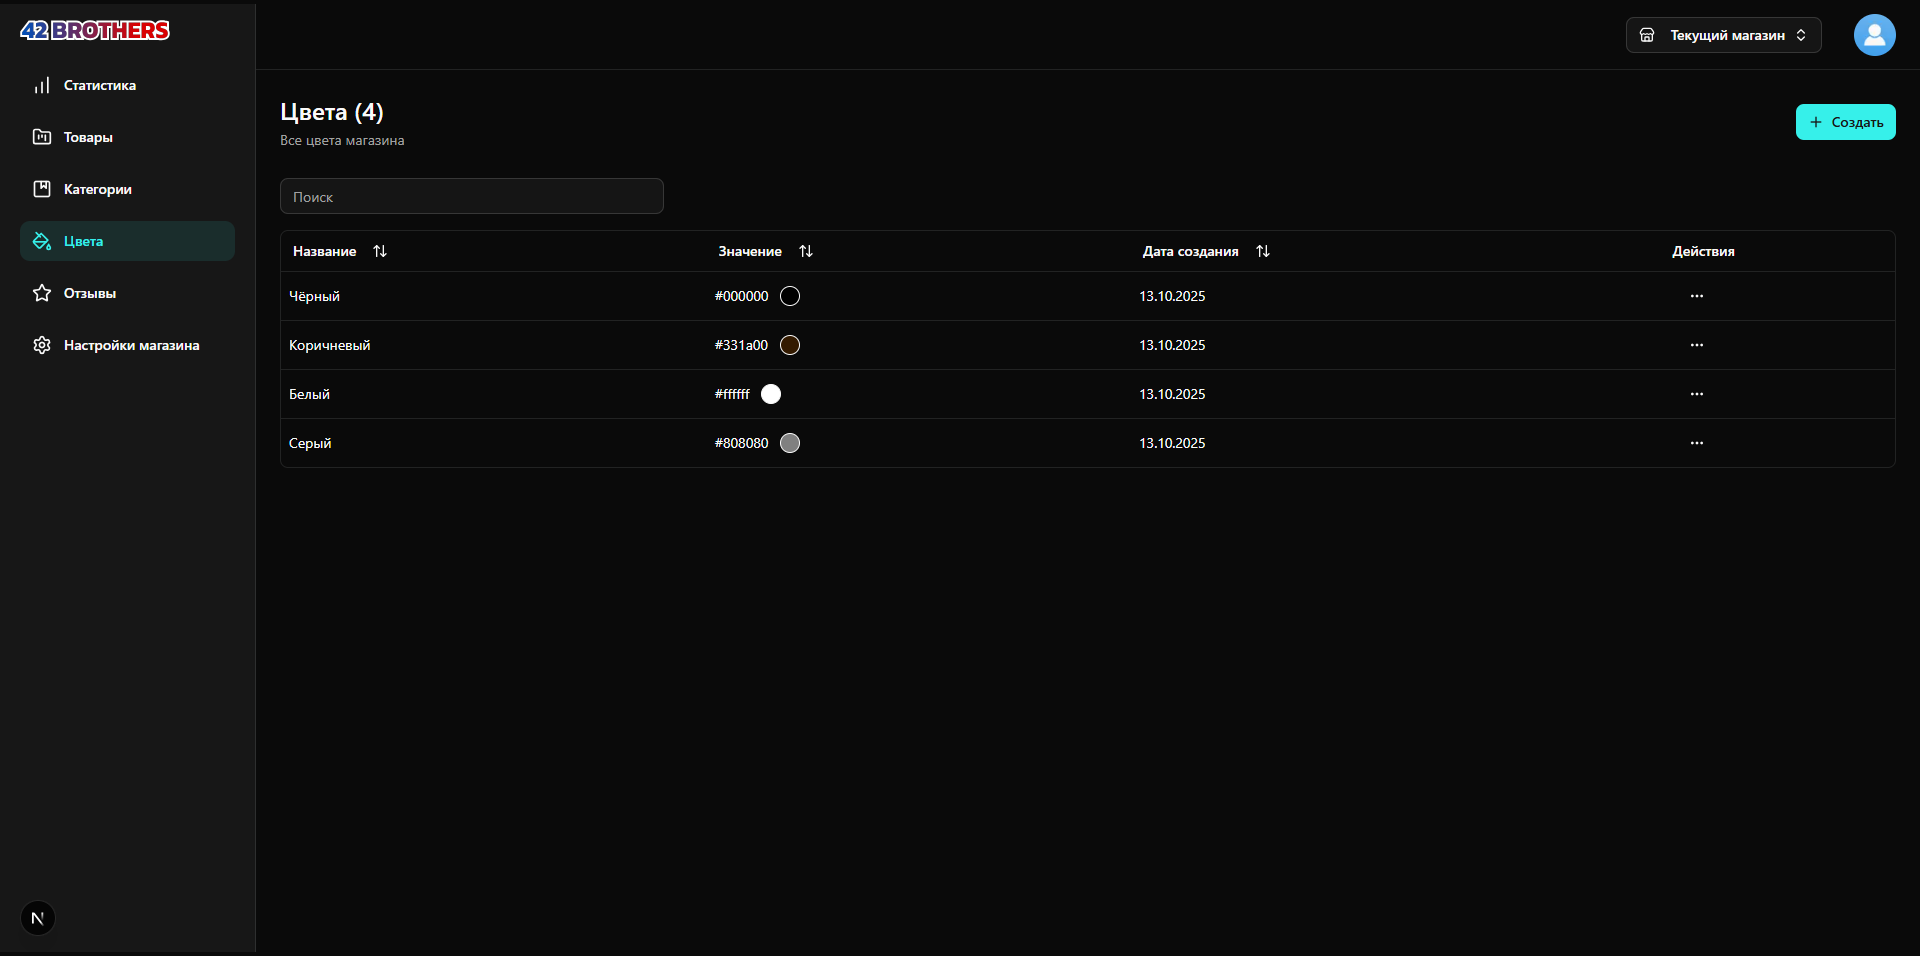 42 BROTHERS
Текущий магазин
Статистика
Товары
Категории
Цвета
Отзывы
Настройки магазина
Цвета (4)
Все цвета магазина
Создать
Поиск
Название Значение Дата создания Действия
Чёрный #000000 13.10.2025
Коричневый #331a00 13.10.2025
Белый #ffffff 13.10.2025
Серый #808080 13.10.2025
N